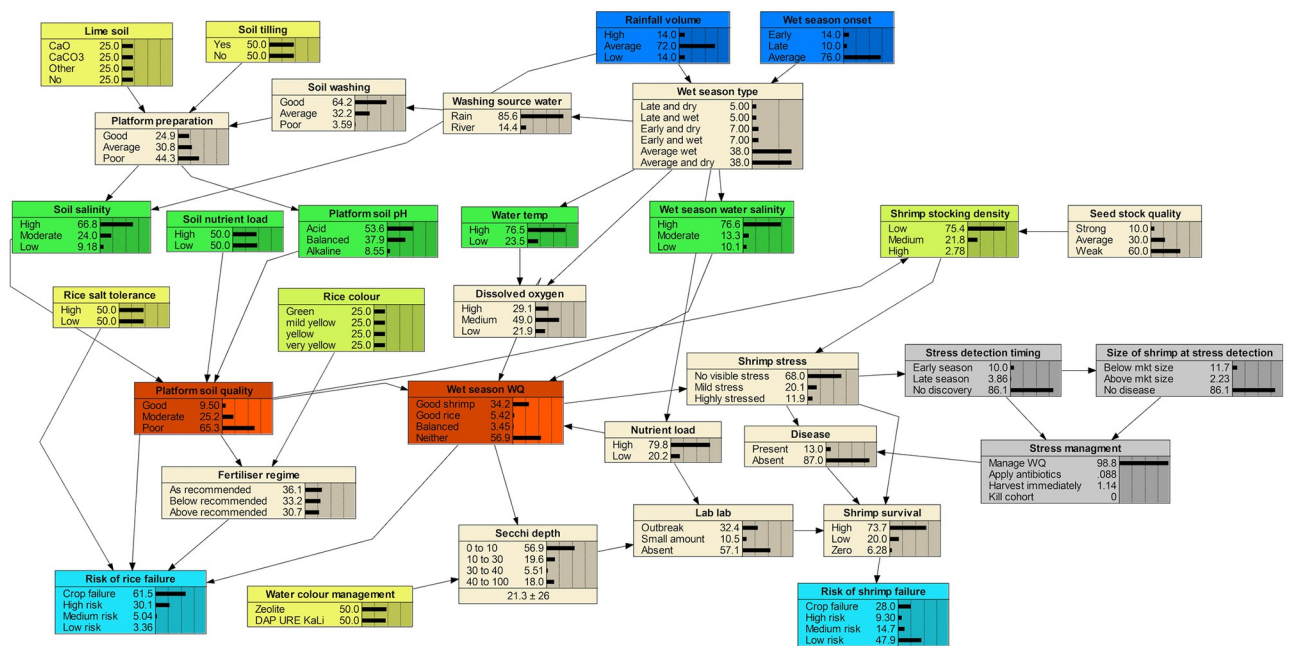 Lime soil
CaO 25.0
CaCO3 25.0
Other 25.0
No 25.0
Soil tilling
Yes 50.0
No 50.0
Rainfall volume
High 14.0
Average 72.0
Low 14.0
Wet season onset
Early 14.0
Late 10.0
Average 76.0
Soil washing
Good 64.2
Average 32.2
Poor 3.59
Washing source water
Rain 85.6
River 14.4
Wet season type
Late and dry 5.00
Late and wet 5.00
Early and dry 7.00
Early and wet 7.00
Average wet 38.0
Average and dry 38.0
Platform preparation
Good 24.9
Average 30.8
Poor 44.3
Soil salinity
High 66.8
Moderate 24.0
Low 9.18
Soil nutrient load
High 50.0
Low 50.0
Platform soil pH
Acid 53.6
Balanced 37.9
Alkaline 8.55
Water temp
High 76.5
Low 23.5
Wet season water salinity
High 76.6
Moderate 13.3
Low 10.1
Shrimp stocking density
Low 75.4
Medium 21.8
High 2.78
Seed stock quality
Strong 10.0
Average 30.0
Weak 60.0
Rice salt tolerance
High 50.0
Low 50.0
Rice colour
Green 25.0
mild yellow 25.0
yellow 25.0
very yellow 25.0
Dissolved oxygen
High 29.1
Medium 49.0
Low 21.9
Shrimp stress
No visible stress 68.0
Mild stress 20.1
Highly stressed 11.9
Stress detection timing
Early season 10.0
Late season 3.86
No discovery 86.1
Size of shrimp at stress detection
Below mkt size 11.7
Above mkt size 2.23
No disease 86.1
Platform soil quality
Good 9.50
Moderate 25.2
Poor 65.3
Wet season WQ
Good shrimp 34.2
Good rice 5.42
Balanced 3.45
Neither 56.9
Nutrient load
High 79.8
Low 20.2
Disease
Present 13.0
Absent 87.0
Stress managment
Manage WQ 98.8
Apply antibiotics .088
Harvest immediately 1.14
Kill cohort 0
Fertiliser regime
As recommended 36.1
Below recommended 33.2
Above recommended 30.7
Secchi depth
0 to 10 56.9
10 to 30 19.6
30 to 40 5.51
40 to 100 18.0
21.3 ± 26
Lab lab
Outbreak 32.4
Small amount 10.5
Absent 57.1
Shrimp survival
High 73.7
Low 20.0
Zero 6.28
Risk of rice failure
Crop failure 61.5
High risk 30.1
Medium risk 5.04
Low risk 3.36
Water colour management
Zeolite 50.0
DAP URE KaLi 50.0
Risk of shrimp failure
Crop failure 28.0
High risk 9.30
Medium risk 14.7
Low risk 47.9